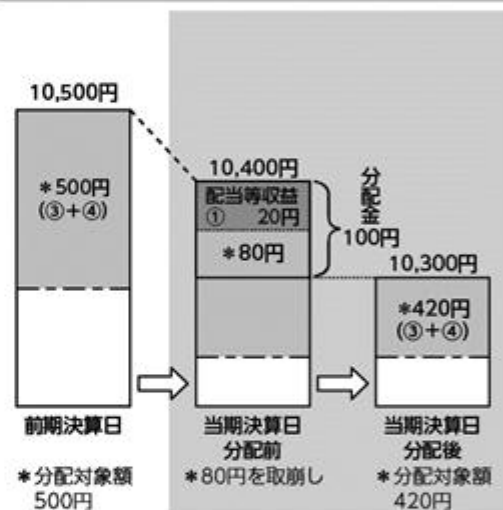 10,500円
＊500円
(③+④)
前期決算日
＊分配対象額
500円
10,400円
配当等収益
① 20円
＊80円
分配金
100円
当期決算日
分配前
＊80円を取崩し
10,300円
＊420円
(③+④)
当期決算日
分配後
＊分配対象額
420円